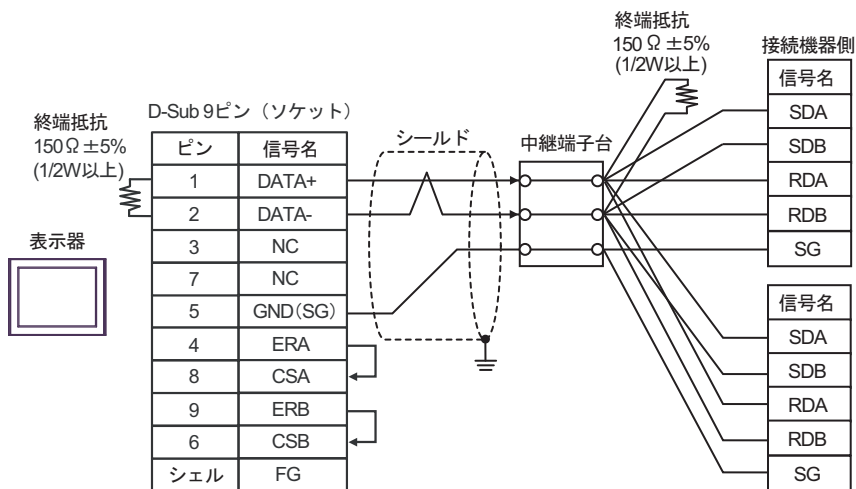 終端抵抗
150 Ω ±5%
(1/2W以上)
接続機器側
D-Sub 9ピン（ソケット）
終端抵抗
150Ω ±5%
(1/2W以上)
シールド
中継端子台
表示器
ピン 信号名
1 DATA+
2 DATA-
3 NC
7 NC
5 GND(SG)
4 ERA
8 CSA
9 ERB
6 CSB
シェル FG
信号名
SDA
SDB
RDA
RDB
SG
信号名
SDA
SDB
RDA
RDB
SG